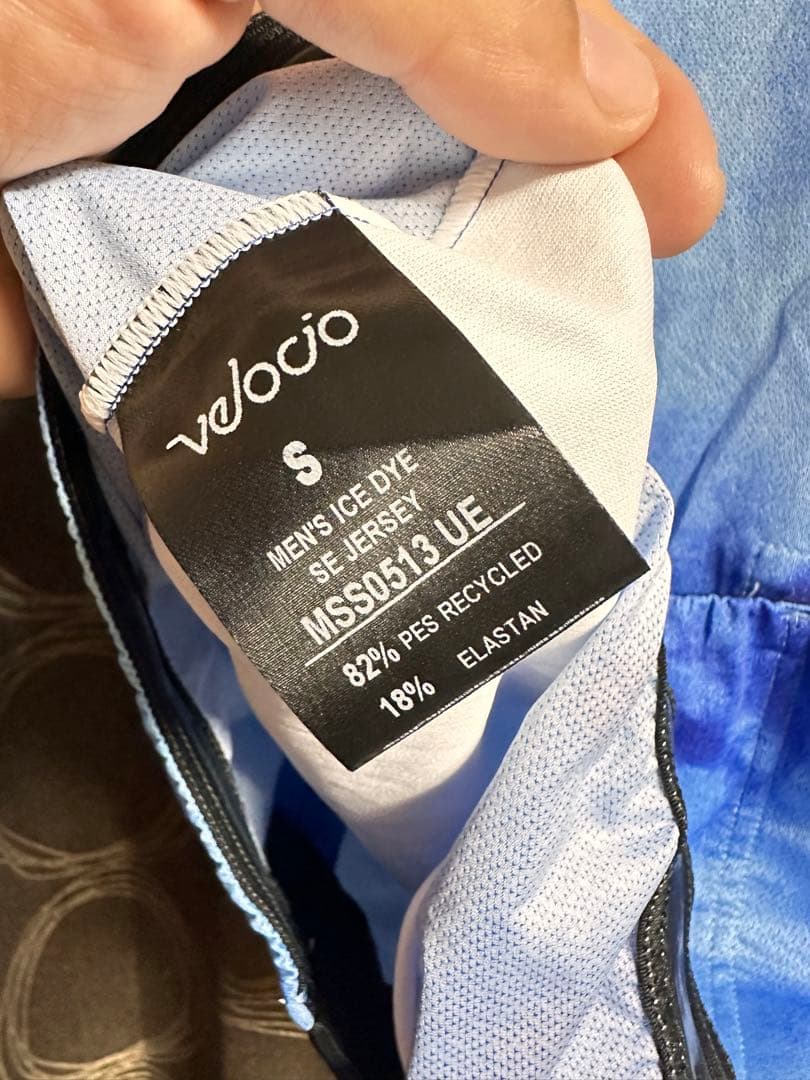 velocio
S
MEN'S ICE DYE
SE JERSEY
MSS0513 UE
82% PES RECYCLED
18% ELASTAN